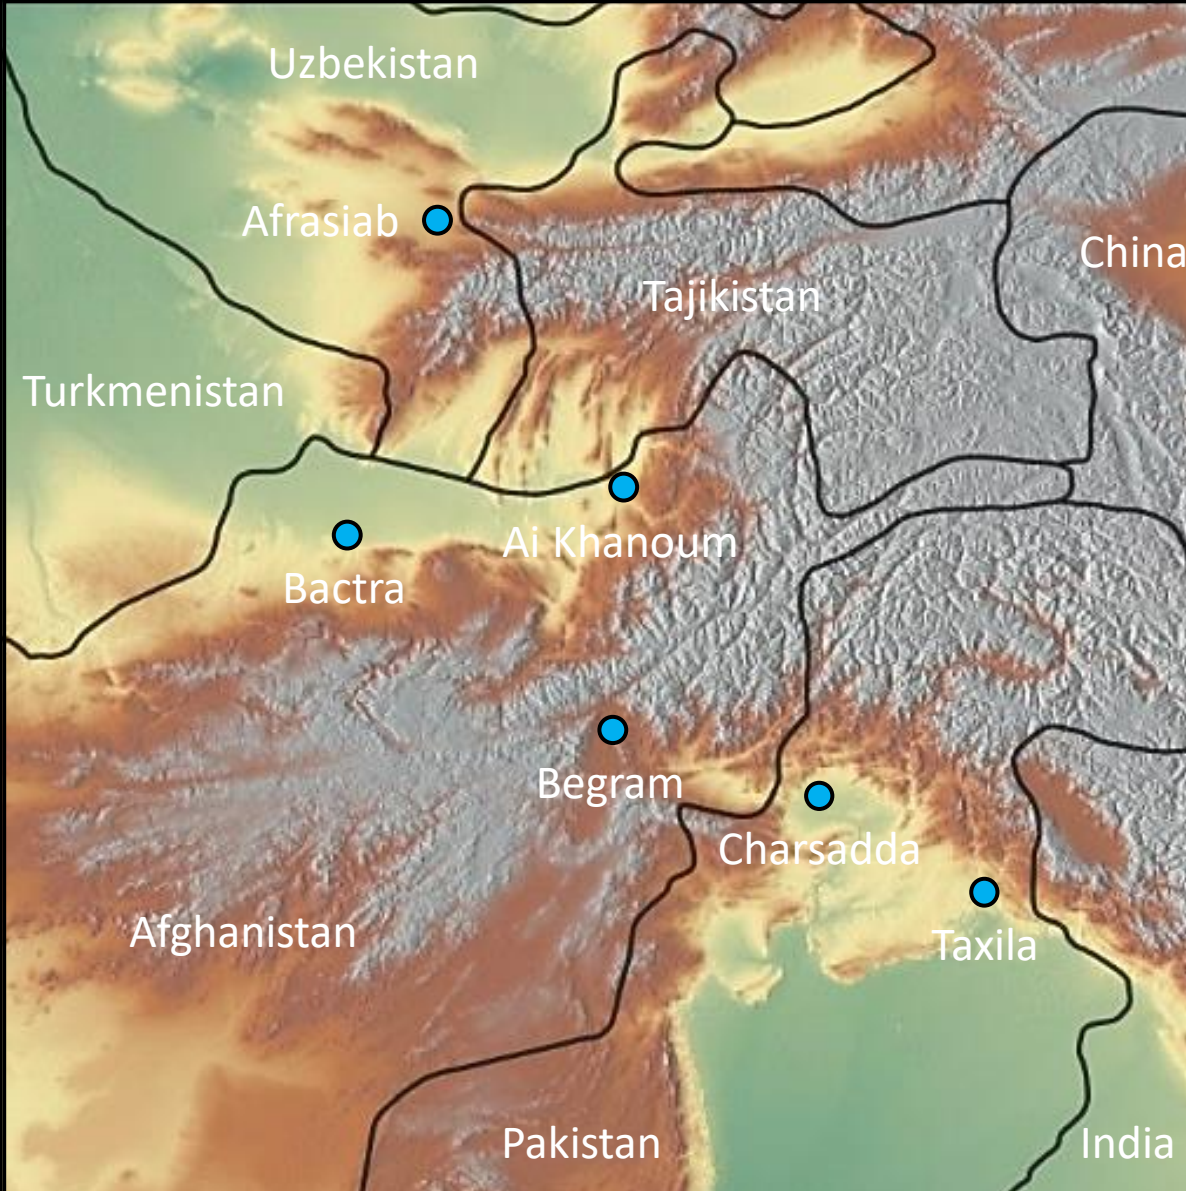 Uzbekistan
Afrasiab
China
Tajikistan
Turkmenistan
Ai Khanoum
Bactra
Begram
Charsadda
Afghanistan
Taxila
Pakistan
India